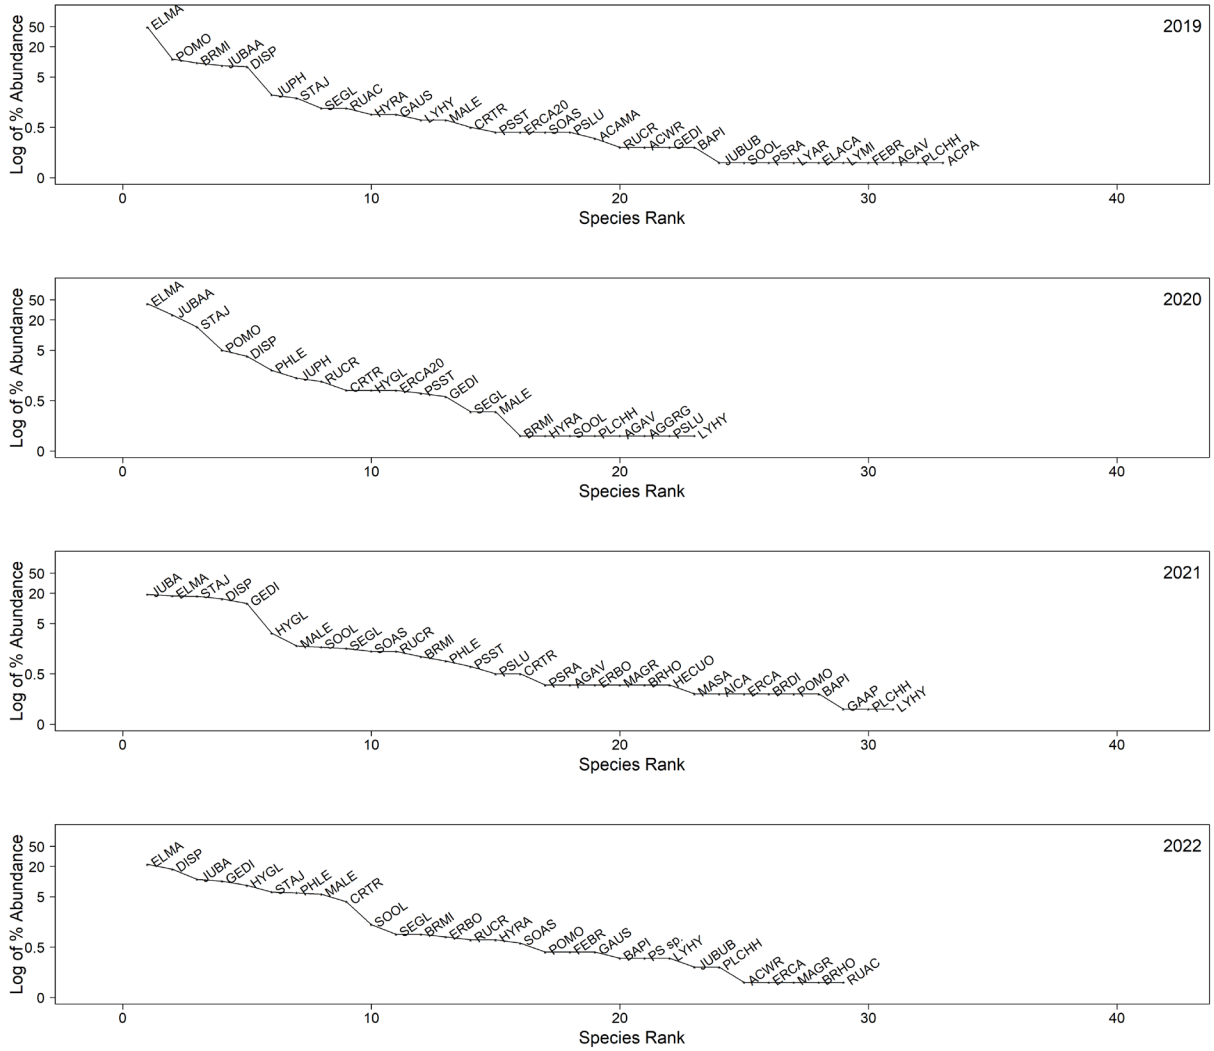 2019
Log of % Abundance
50
20
5
0.5
0
ELMA
POMO
BRMI
JUBAA
DISP
JUPH
STAJ
SEGL
RUAC
HYRA
GAUS
LYHY
MALE
CRTR
PSST
ERCA20
SOAS
PSLU
ACAMA
RUCR
ACWR
GEDI
BAPI
JUBUB
SOOL
PSRA
LYAR
ELACA
LYMI
FEBR
AGAV
PLCHH
ACPA
0 10 20 30 40
Species Rank
2020
Log of % Abundance
50
20
5
0.5
0
ELMA
JUBAA
STAJ
POMO
DISP
PHLE
JUPH
RUCR
CRTR
HYGL
ERCA20
PSST
GEDI
SEGL
MALE
BRMI
HYRA
SOOL
PLCHH
AGAV
AGGRG
PSLU
LYHY
0 10 20 30 40
Species Rank
2021
Log of % Abundance
50
20
5
0.5
0
JUBA
ELMA
STAJ
DISP
GEDI
HYGL
MALE
SOOL
SEGL
SOAS
RUCR
BRMI
PHLE
PSST
PSLU
CRTR
PSRA
AGAV
ERBO
MAGR
BRHO
HECUO
MASA
AICA
ERCA
BRDI
POMO
BAPI
GAAP
PLCHH
LYHY
0 10 20 30 40
Species Rank
2022
Log of % Abundance
50
20
5
0.5
0
ELMA
DISP
JUBA
GEDI
HYGL
STAJ
PHLE
MALE
CRTR
SOOL
SEGL
BRMI
ERBO
RUCR
HYRA
SOAS
POMO
FEBR
GAUS
BAPI
PS sp.
LYHY
JUBUB
PLCHH
ACWR
ERCA
MAGR
BRHO
RUAC
0 10 20 30 40
Species Rank